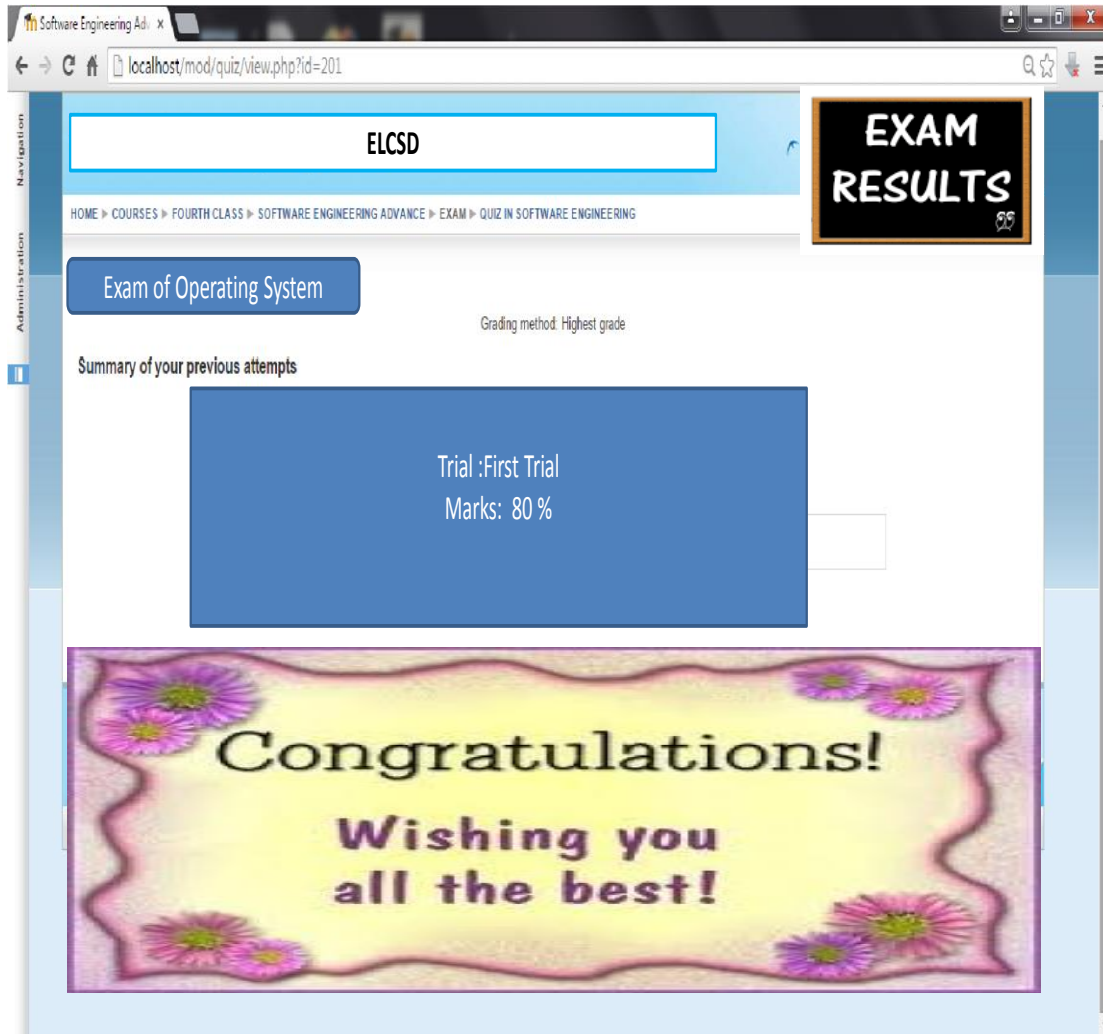 Software Engineering Adv
localhost/mod/quiz/view.php?id=201
Navigation
Administration
ELCSD
EXAM
RESULTS
HOME ▶ COURSES ▶ FOURTH CLASS ▶ SOFTWARE ENGINEERING ADVANCE ▶ EXAM ▶ QUIZ IN SOFTWARE ENGINEERING
Exam of Operating System
Grading method: Highest grade
Summary of your previous attempts
Trial :First Trial
Marks: 80 %
Congratulations!
Wishing you
all the best!